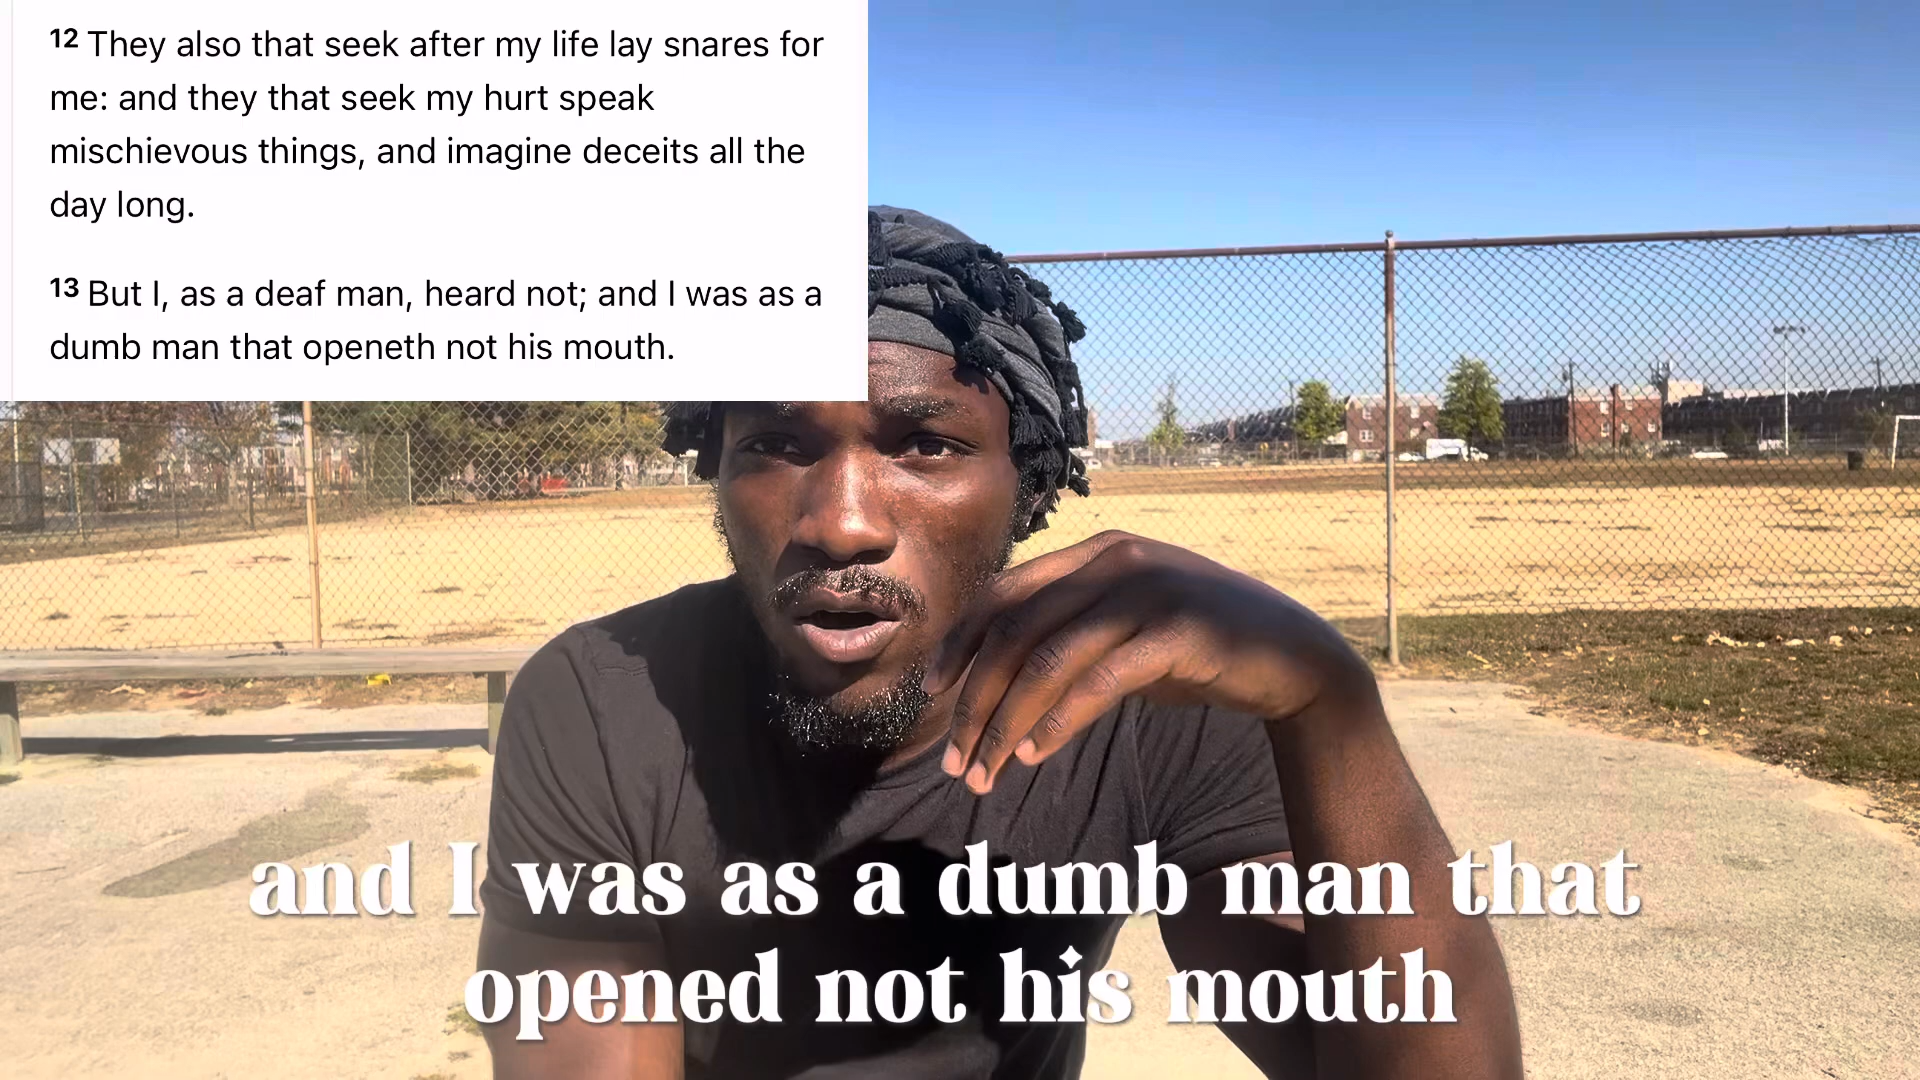 12 They also that seek after my life lay snares for
me: and they that seek my hurt speak
mischievous things, and imagine deceits all the
day long.
13 But I, as a deaf man, heard not; and I was as a
dumb man that openeth not his mouth.
and I was as a dumb man that
opened not his mouth